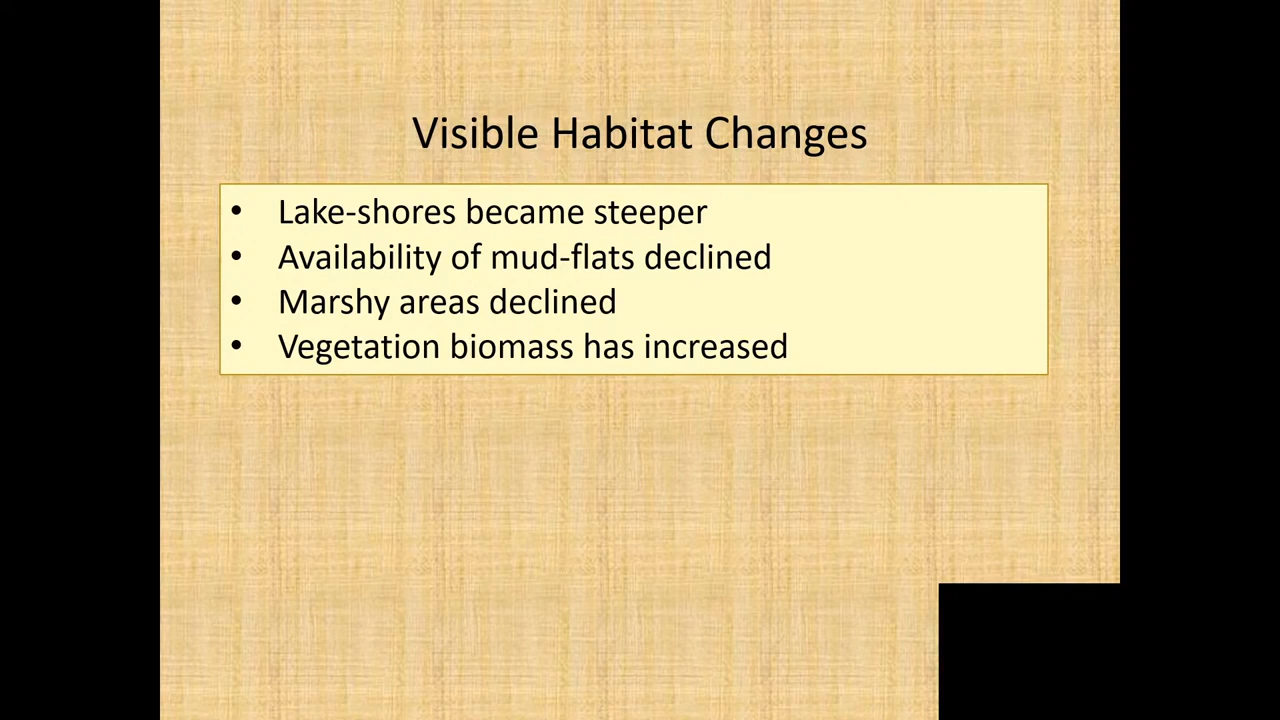 Visible Habitat Changes
• Lake-shores became steeper
• Availability of mud-flats declined
• Marshy areas declined
• Vegetation biomass has increased